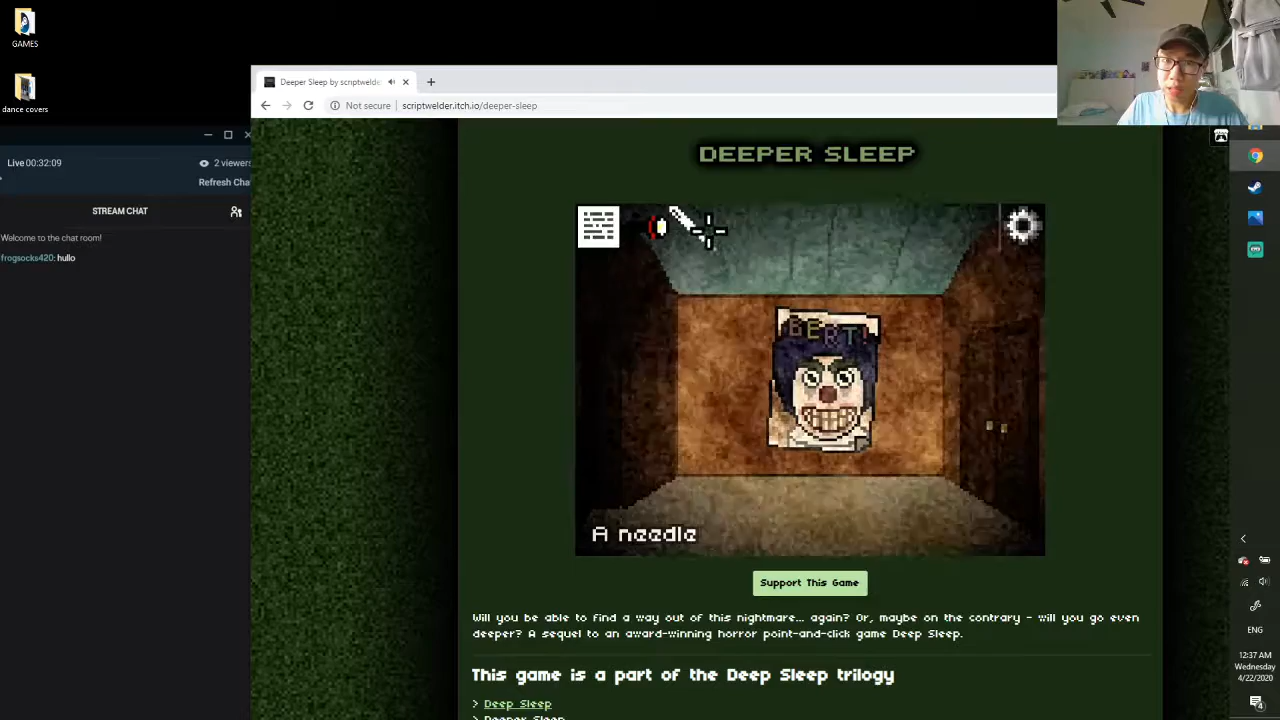 GAMES
dance covers
Deeper Sleep by scriptwelde
Not secure
scriptwelder.itch.io/deeper-sleep
Live 00:32:09
2 viewers
Refresh Cha
STREAM CHAT
Welcome to the chat room!
frogsocks420: hullo
DEEPER SLEEP
BERT!
A needle
Support This Game
Will you be able to find a way out of this nightmare... again? Or, maybe on the contrary - will you go even
deeper? A sequel to an award-winning horror point-and-click game Deep Sleep.
This game is a part of the Deep Sleep trilogy
> Deep Sleep
> Deeper Sleep
ENG
12:37 AM
Wednesday
4/22/2020
4